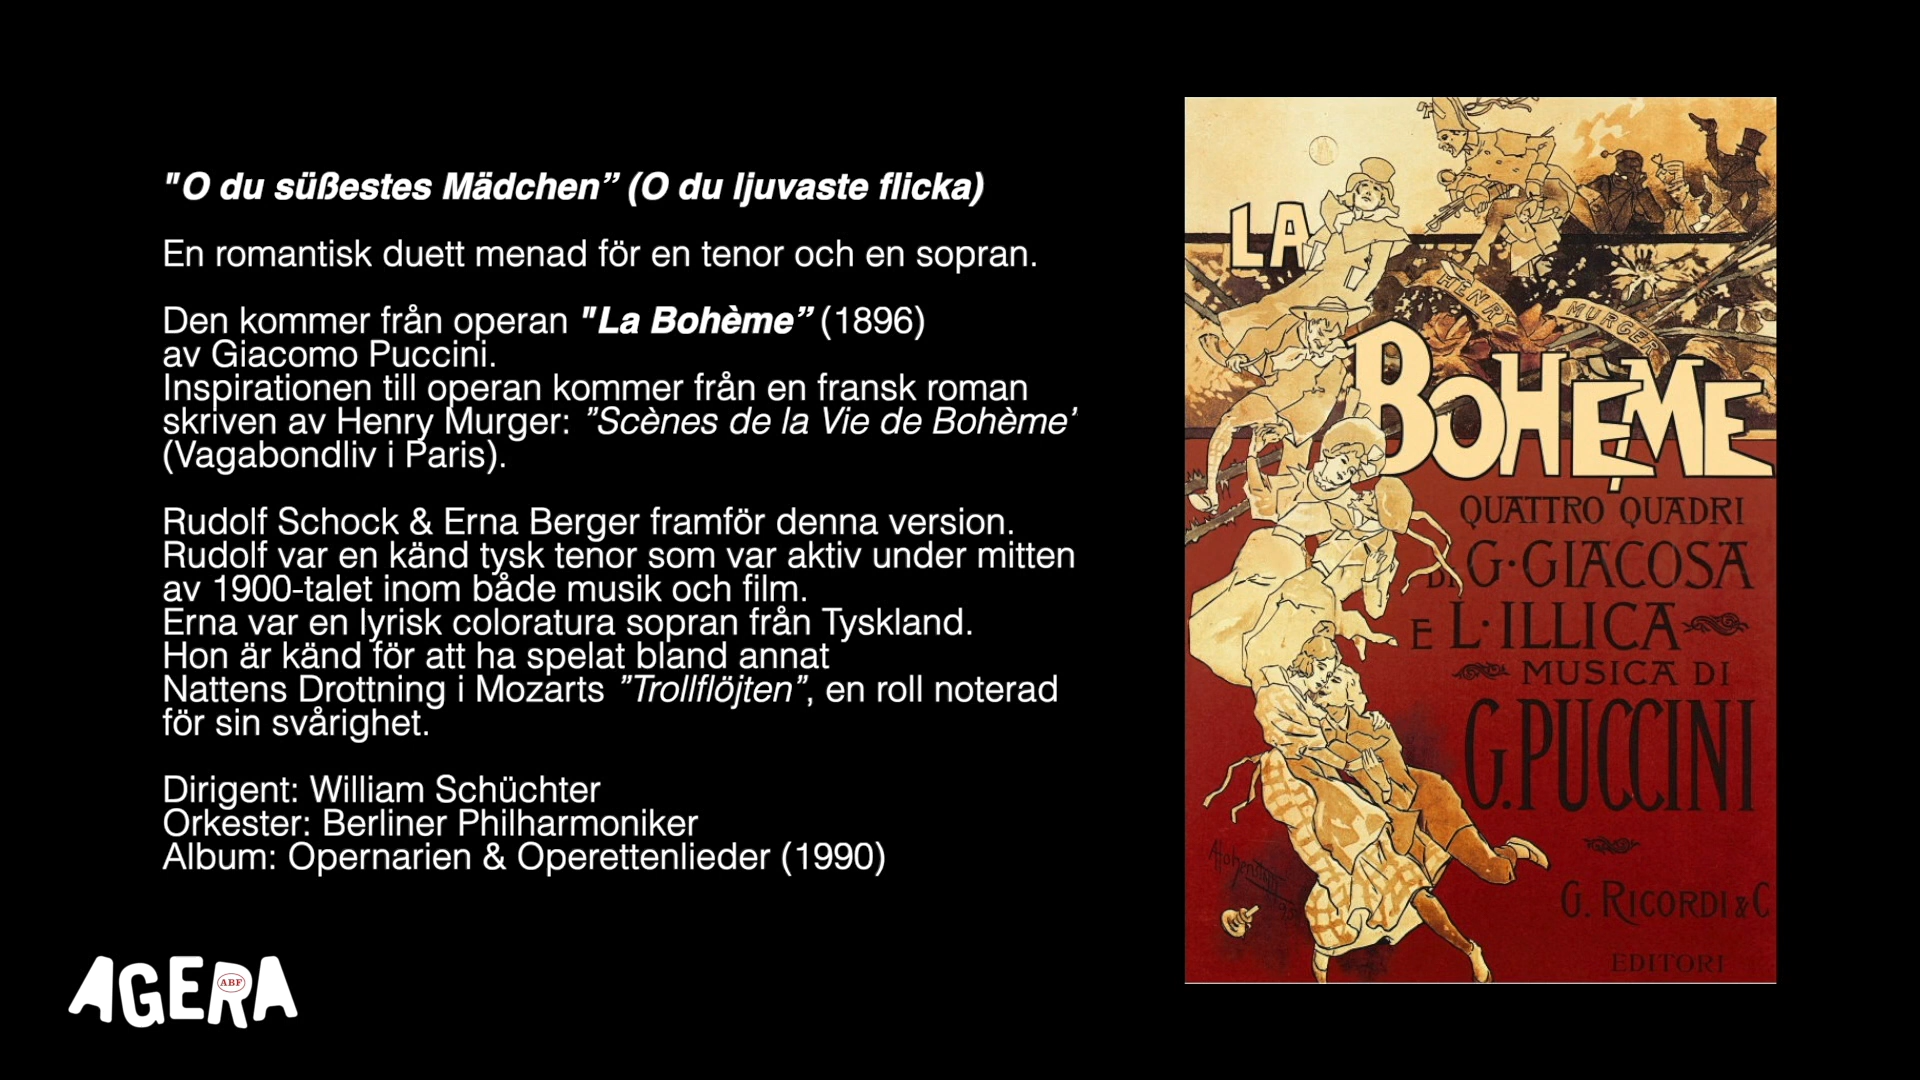 "O du süßestes Mädchen” (O du ljuvaste flicka)
En romantisk duett menad för en tenor och en sopran.
Den kommer från operan "La Bohème” (1896)
av Giacomo Puccini.
Inspirationen till operan kommer från en fransk roman
skriven av Henry Murger: ”Scènes de la Vie de Bohème’
(Vagabondliv i Paris).
Rudolf Schock & Erna Berger framför denna version.
Rudolf var en känd tysk tenor som var aktiv under mitten
av 1900-talet inom både musik och film.
Erna var en lyrisk coloratura sopran från Tyskland.
Hon är känd för att ha spelat bland annat
Nattens Drottning i Mozarts ”Trollflöjten”, en roll noterad
för sin svårighet.
Dirigent: William Schüchter
Orkester: Berliner Philharmoniker
Album: Opernarien & Operettenlieder (1990)
AGERA
ABF
LA
HENRY MURGER
BOHEME
QUATTRO QUADRI
DI G·GIACOSA
E L·ILLICA
MUSICA DI
G.PUCCINI
G. RICORDI & C
EDITORI